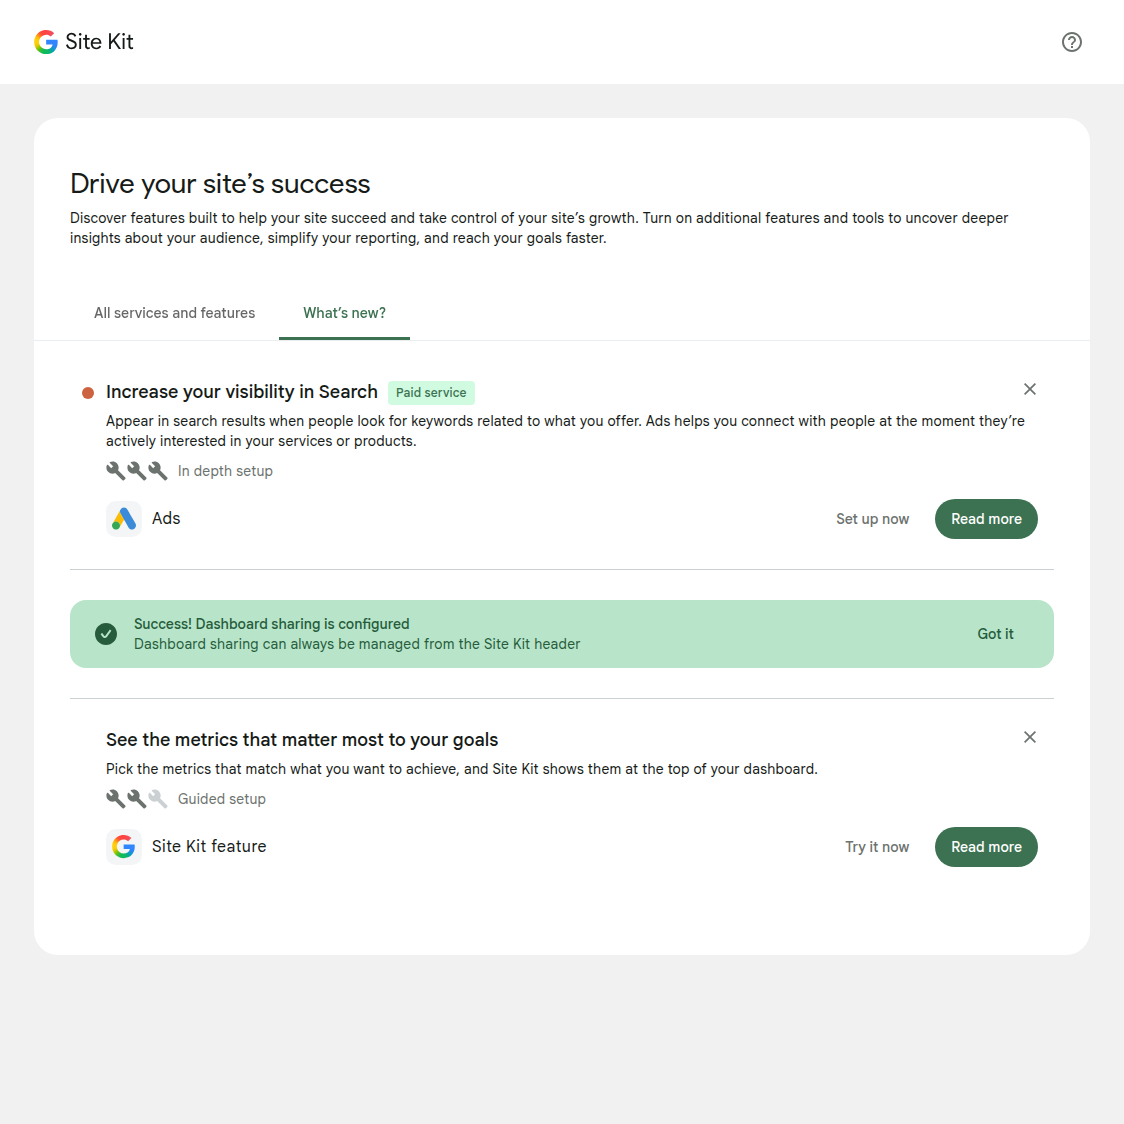 Site Kit
Drive your site’s success
Discover features built to help your site succeed and take control of your site’s growth. Turn on additional features and tools to uncover deeper
insights about your audience, simplify your reporting, and reach your goals faster.
All services and features
What’s new?
Increase your visibility in Search
Paid service
Appear in search results when people look for keywords related to what you offer. Ads helps you connect with people at the moment they’re
actively interested in your services or products.
In depth setup
Ads
Set up now
Read more
Success! Dashboard sharing is configured
Dashboard sharing can always be managed from the Site Kit header
Got it
See the metrics that matter most to your goals
Pick the metrics that match what you want to achieve, and Site Kit shows them at the top of your dashboard.
Guided setup
Site Kit feature
Try it now
Read more